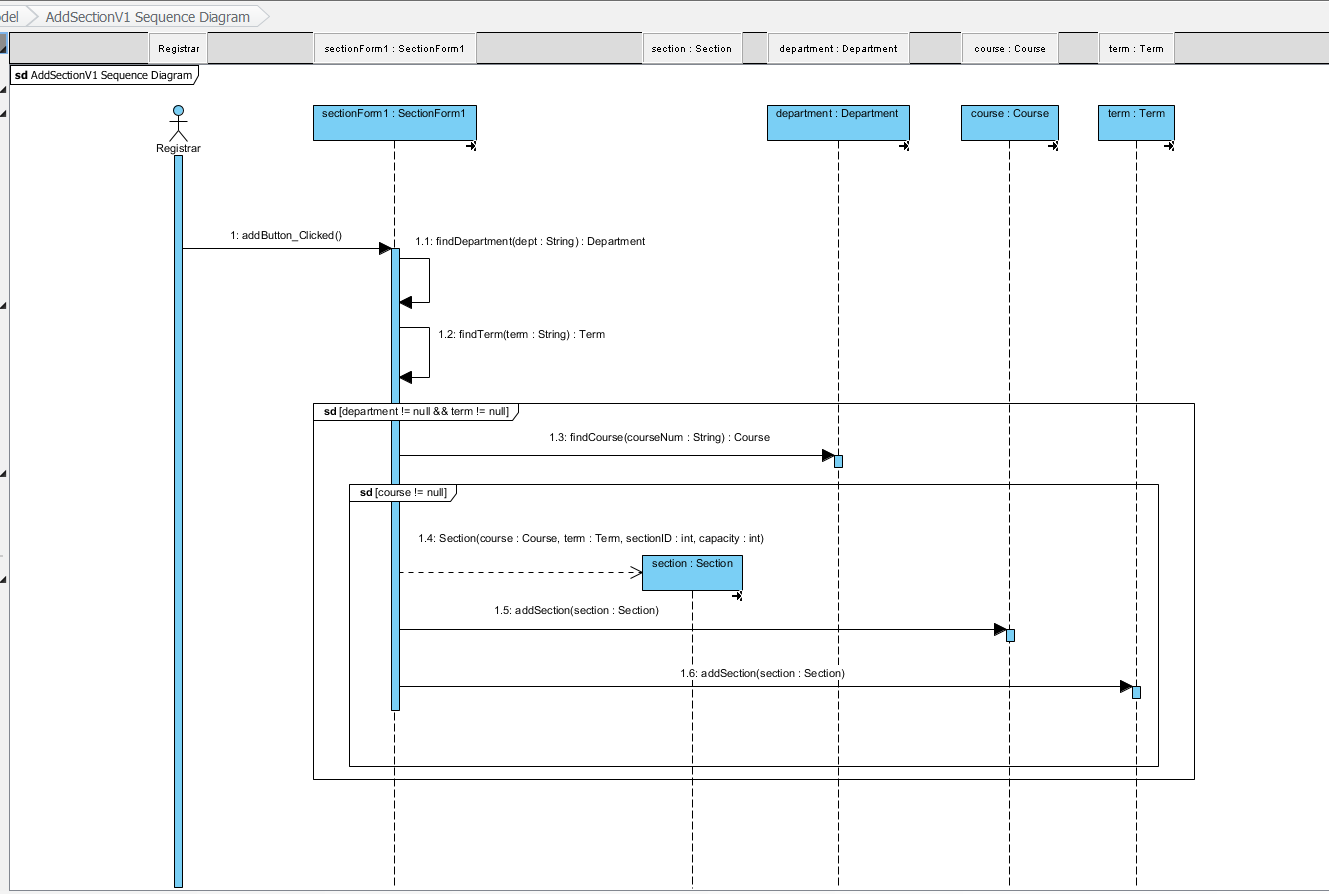 odel
AddSectionV1 Sequence Diagram
Registrar
sectionForm1 : SectionForm1
section : Section
department : Department
course : Course
term : Term
sd AddSectionV1 Sequence Diagram
sectionForm1 : SectionForm1
department : Department
course : Course
term : Term
Registrar
1: addButton_Clicked()
1.1: findDepartment(dept : String) : Department
1.2: findTerm(term : String) : Term
sd [department != null && term != null]
1.3: findCourse(courseNum : String) : Course
sd [course != null]
1.4: Section(course : Course, term : Term, sectionID : int, capacity : int)
section : Section
1.5: addSection(section : Section)
1.6: addSection(section : Section)